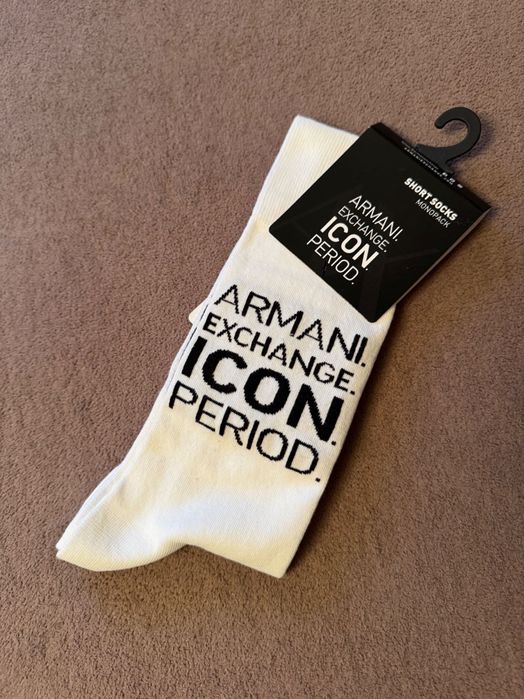 SHORT SOCKS
MONOPACK
ARMANI.
EXCHANGE.
ICON.
PERIOD.
ARMANI.
EXCHANGE.
ICON.
PERIOD.